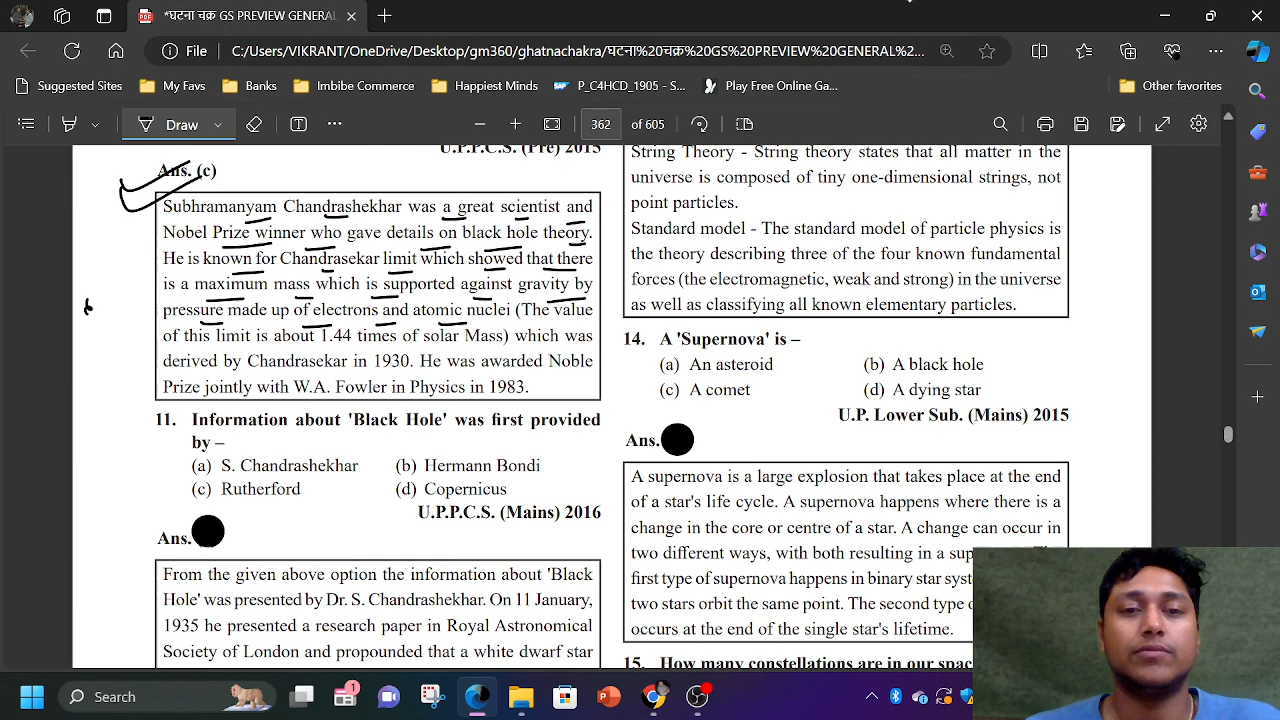 *घटना चक्र GS PREVIEW GENERAL
File C:/Users/VIKRANT/OneDrive/Desktop/gm360/ghatnachakra/घटना%20चक्र%20GS%20PREVIEW%20GENERAL%2...
Suggested Sites My Favs Banks Imbibe Commerce Happiest Minds P_C4HCD_1905 - S... Play Free Online Ga... Other favorites
Draw 362 of 605
U.P.P.C.S. (Pre) 2015
Ans. (c)
Subhramanyam Chandrashekhar was a great scientist and
Nobel Prize winner who gave details on black hole theory.
He is known for Chandrasekar limit which showed that there
is a maximum mass which is supported against gravity by
pressure made up of electrons and atomic nuclei (The value
of this limit is about 1.44 times of solar Mass) which was
derived by Chandrasekar in 1930. He was awarded Noble
Prize jointly with W.A. Fowler in Physics in 1983.
11. Information about 'Black Hole' was first provided
by –
(a) S. Chandrashekhar (b) Hermann Bondi
(c) Rutherford (d) Copernicus
U.P.P.C.S. (Mains) 2016
Ans.
From the given above option the information about 'Black
Hole' was presented by Dr. S. Chandrashekhar. On 11 January,
1935 he presented a research paper in Royal Astronomical
Society of London and propounded that a white dwarf star
String Theory - String theory states that all matter in the
universe is composed of tiny one-dimensional strings, not
point particles.
Standard model - The standard model of particle physics is
the theory describing three of the four known fundamental
forces (the electromagnetic, weak and strong) in the universe
as well as classifying all known elementary particles.
14. A 'Supernova' is –
(a) An asteroid (b) A black hole
(c) A comet (d) A dying star
U.P. Lower Sub. (Mains) 2015
Ans.
A supernova is a large explosion that takes place at the end
of a star's life cycle. A supernova happens where there is a
change in the core or centre of a star. A change can occur in
two different ways, with both resulting in a
first type of supernova happens in binary star
two stars orbit the same point. The second type
occurs at the end of the single star's lifetime.
15. How many constellations are in our
Search
1